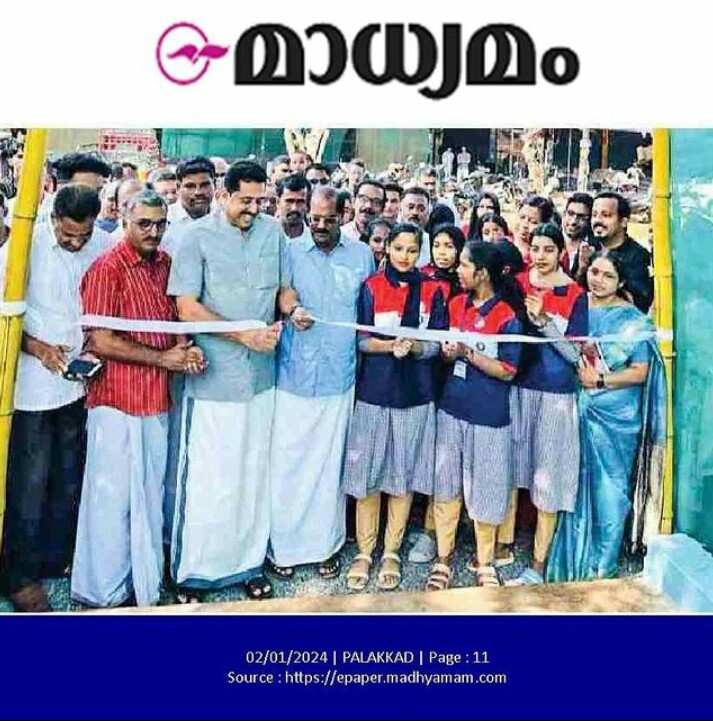 മാധ്യമം
02/01/2024 | PALAKKAD | Page : 11
Source : https://epaper.madhyamam.com